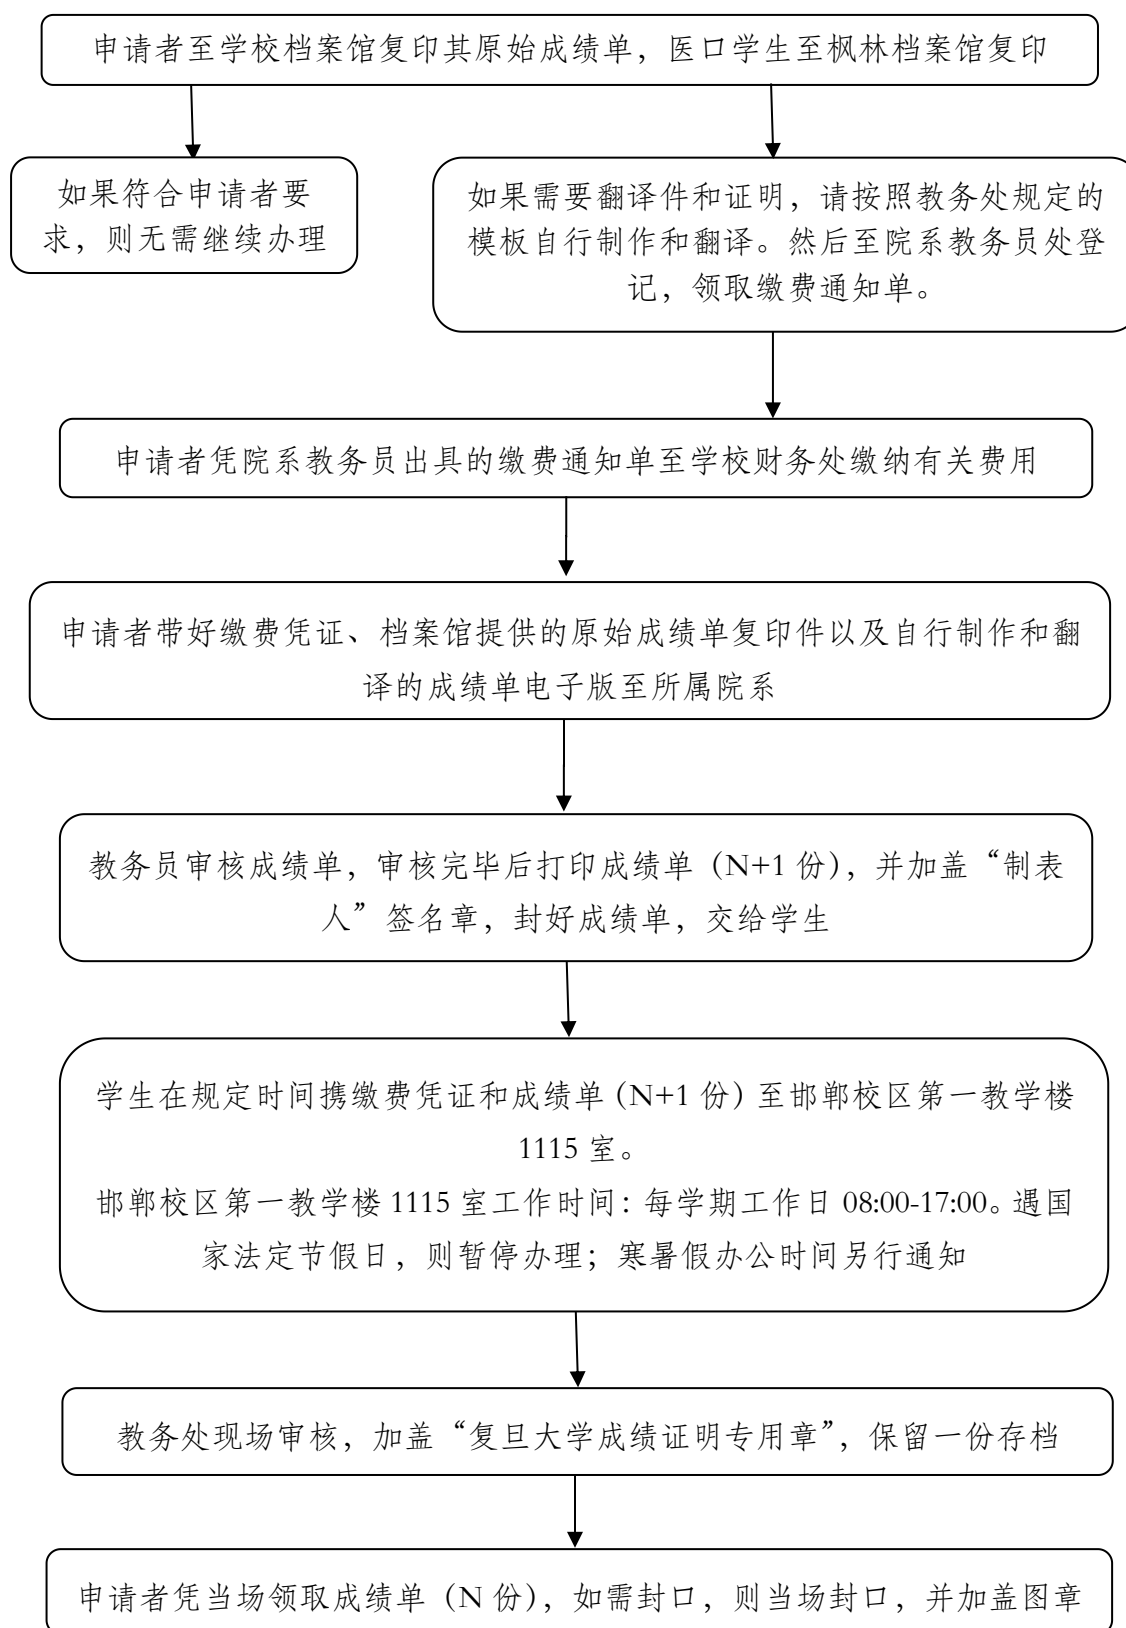 申请者至学校档案馆复印其原始成绩单，医口学生至枫林档案馆复印
如果符合申请者要
求，则无需继续办理
如果需要翻译件和证明，请按照教务处规定的
模板自行制作和翻译。然后至院系教务员处登
记，领取缴费通知单。
申请者凭院系教务员出具的缴费通知单至学校财务处缴纳有关费用
申请者带好缴费凭证、档案馆提供的原始成绩单复印件以及自行制作和翻
译的成绩单电子版至所属院系
教务员审核成绩单，审核完毕后打印成绩单（N+1 份），并加盖“制表
人”签名章，封好成绩单，交给学生
学生在规定时间携缴费凭证和成绩单（N+1 份）至邯郸校区第一教学楼
1115 室。
邯郸校区第一教学楼 1115 室工作时间：每学期工作日 08:00-17:00。遇国
家法定节假日，则暂停办理；寒暑假办公时间另行通知
教务处现场审核，加盖“复旦大学成绩证明专用章”，保留一份存档
申请者凭当场领取成绩单（N 份），如需封口，则当场封口，并加盖图章